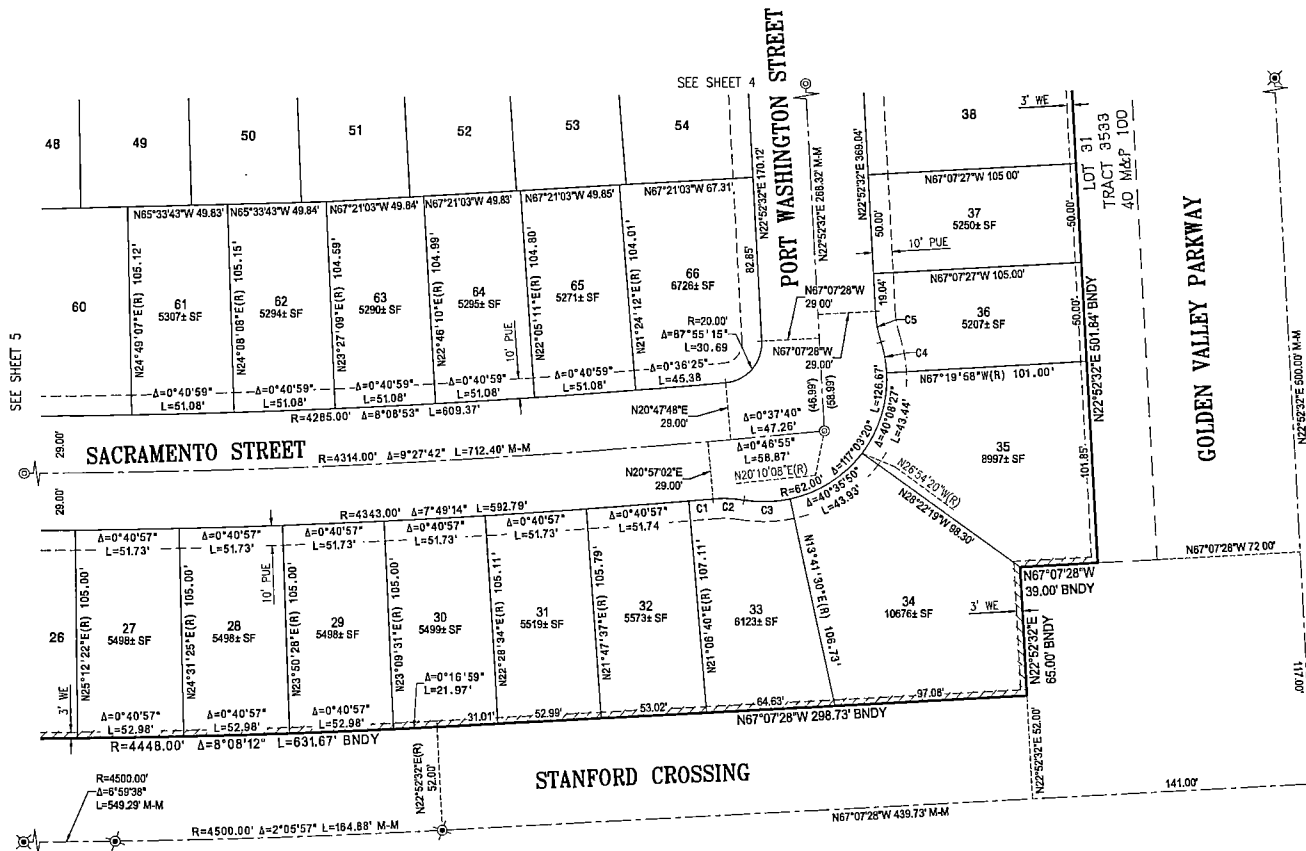 SEE SHEET 4
PORT WASHINGTON STREET
48
49
50
51
52
53
54
38
3' WE
LOT 31
TRACT 3533
40 M&P 100
GOLDEN VALLEY PARKWAY
N22°52'32"E 500.00' M-M
N65°33'43"W 49.83'
N65°33'43"W 49.84'
N67°21'03"W 49.84'
N67°21'03"W 49.83'
N67°21'03"W 49.85'
N67°21'03"W 67.31'
N22°52'32"E 170.12'
N22°52'32"E 268.32' M-M
N22°52'32"E 369.04'
N67°07'27"W 105.00'
37
5250± SF
50.00'
50.00'
10' PUE
N67°07'27"W 105.00'
SEE SHEET 5
60
N24°49'07"E(R) 105.12'
61
5307± SF
N24°08'08"E(R) 105.15'
62
5294± SF
N23°27'09"E(R) 104.59'
63
5290± SF
N22°46'10"E(R) 104.99'
64
5295± SF
10' PUE
N22°05'11"E(R) 104.80'
65
5271± SF
N21°24'12"E(R) 104.01'
66
6726± SF
82.85'
R=20.00'
Δ=87°55'15"
L=30.69
N67°07'28"W
29.00'
N67°07'28"W
29.00'
19.04'
C5
C4
36
5207± SF
50.00'
N22°52'32"E 501.84' BNDY
N67°19'58"W(R) 101.00'
Δ=0°40'59"
L=51.08'
Δ=0°40'59"
L=51.08'
Δ=0°40'59"
L=51.08'
Δ=0°40'59"
L=51.08'
Δ=0°40'59"
L=51.08'
Δ=0°36'25"
L=45.38
R=4285.00' Δ=8°08'53" L=609.37'
29.00'
SACRAMENTO STREET
R=4314.00' Δ=9°27'42" L=712.40' M-M
N20°47'48"E
29.00'
Δ=0°37'40"
L=47.26'
Δ=0°46'55"
L=58.87'
N20°10'08"E(R)
(46.99')
(58.99')
N20°57'02"E
29.00'
R=62.00' Δ=117°03'20" L=126.67'
Δ=40°08'27"
L=43.44'
Δ=40°35'50"
L=43.93'
35
8997± SF
101.85'
N26°54'20"W(R)
N28°22'19"W 98.30'
N67°07'28"W 72.00'
29.00'
R=4343.00' Δ=7°49'14" L=592.79'
C1
C2
C3
Δ=0°40'57"
L=51.73'
Δ=0°40'57"
L=51.73'
Δ=0°40'57"
L=51.73'
Δ=0°40'57"
L=51.73'
Δ=0°40'57"
L=51.73'
Δ=0°40'57"
L=51.74
10' PUE
26
3' WE
N25°12'22"E(R) 105.00'
27
5498± SF
N24°31'25"E(R) 105.00'
28
5498± SF
N23°50'28"E(R) 105.00'
29
5498± SF
N23°09'31"E(R) 105.00'
30
5499± SF
N22°28'34"E(R) 105.11'
31
5519± SF
N21°47'37"E(R) 105.79'
32
5573± SF
N21°06'40"E(R) 107.11'
33
6123± SF
N13°41'30"E(R) 106.73'
34
10676± SF
3' WE
N67°07'28"W
39.00' BNDY
N22°52'32"E
65.00' BNDY
117.00'
Δ=0°40'57"
L=52.98'
Δ=0°40'57"
L=52.98'
Δ=0°40'57"
L=52.98'
Δ=0°16'59"
L=21.97'
31.01'
52.99'
53.02'
64.63'
97.08'
N67°07'28"W 298.73' BNDY
R=4448.00' Δ=8°08'12" L=631.67' BNDY
N22°52'32"E(R)
52.00'
STANFORD CROSSING
N22°52'32"E 52.00'
R=4500.00'
Δ=6°59'38"
L=549.29' M-M
R=4500.00' Δ=2°05'57" L=164.88' M-M
N67°07'28"W 439.73' M-M
141.00'